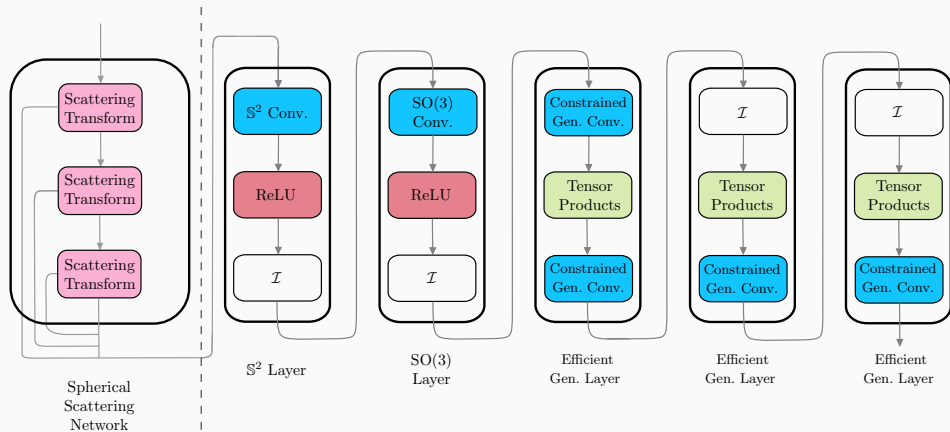 Scattering
Transform
Scattering
Transform
Scattering
Transform
Spherical
Scattering
Network
𝕊² Conv.
ReLU
ℐ
𝕊² Layer
SO(3)
Conv.
ReLU
ℐ
SO(3)
Layer
Constrained
Gen. Conv.
Tensor
Products
Constrained
Gen. Conv.
Efficient
Gen. Layer
ℐ
Tensor
Products
Constrained
Gen. Conv.
Efficient
Gen. Layer
ℐ
Tensor
Products
Constrained
Gen. Conv.
Efficient
Gen. Layer